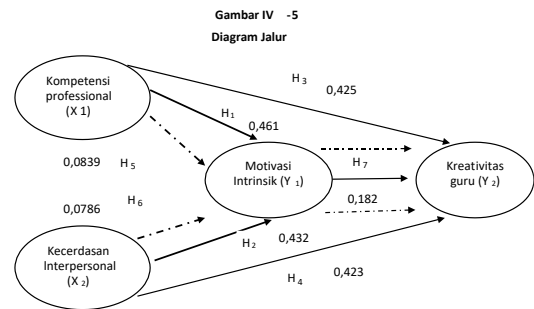 Gambar IV -5
Diagram Jalur
Kompetensi
professional
(X 1)
H 3
0,425
H 1
0,461
0,0839 H 5
Motivasi
Intrinsik (Y 1)
H 7
Kreativitas
guru (Y 2)
0,0786 H 6
0,182
Kecerdasan
Interpersonal
(X 2)
H 2 0,432
H 4 0,423